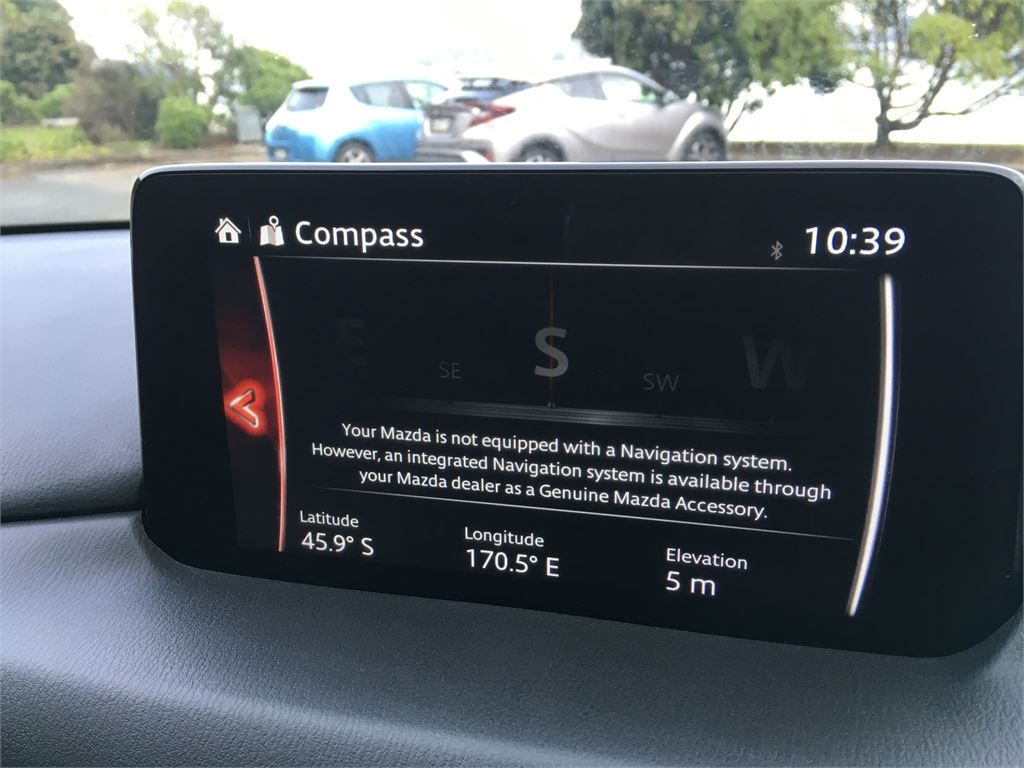 Compass
10:39
E
SE
S
SW
W
Your Mazda is not equipped with a Navigation system.
However, an integrated Navigation system is available through
your Mazda dealer as a Genuine Mazda Accessory.
Latitude
45.9° S
Longitude
170.5° E
Elevation
5 m